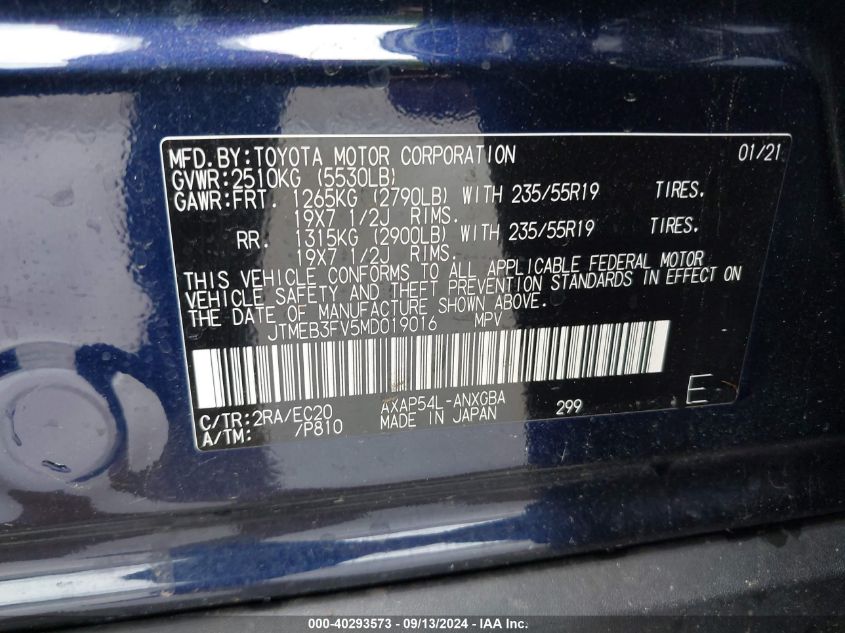 MFD.BY:TOYOTA MOTOR CORPORATION 01/21
GVWR:2510KG (5530LB)
GAWR:FRT. 1265KG (2790LB) WITH 235/55R19 TIRES.
19X7 1/2J RIMS.
RR. 1315KG (2900LB) WITH 235/55R19 TIRES.
19X7 1/2J RIMS.
THIS VEHICLE CONFORMS TO ALL APPLICABLE FEDERAL MOTOR
VEHICLE SAFETY AND THEFT PREVENTION STANDARDS IN EFFECT ON
THE DATE OF MANUFACTURE SHOWN ABOVE.
JTMEB3FV5MD019016 MPV
C/TR:2RA/EC20 AXAP54L-ANXGBA 299 E
A/TM: /P810 MADE IN JAPAN
000-40293573 / 09/13/2024 - IAA Inc.